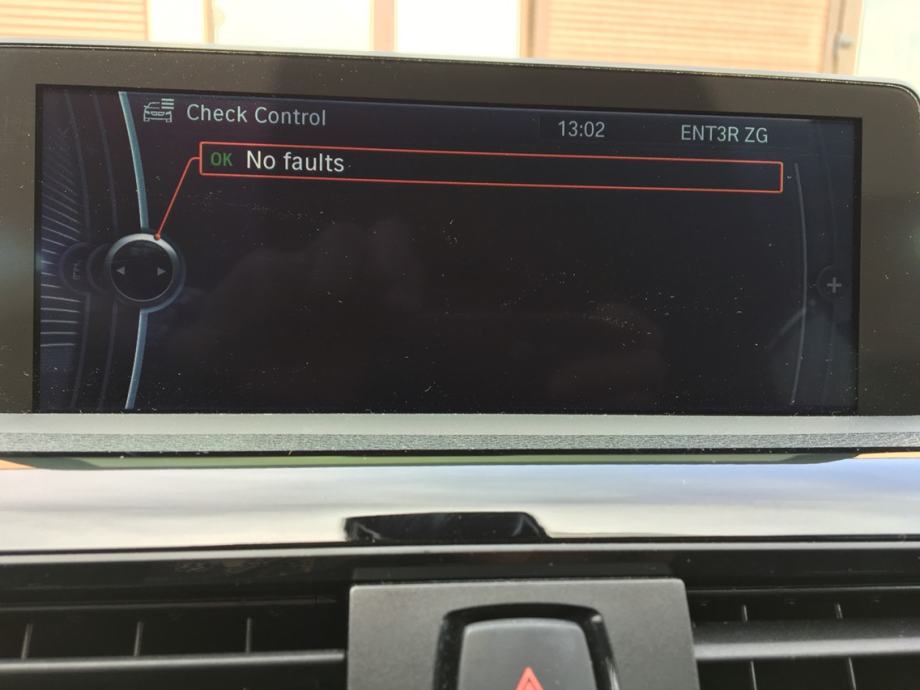 Check Control
13:02
ENT3R ZG
OK No faults